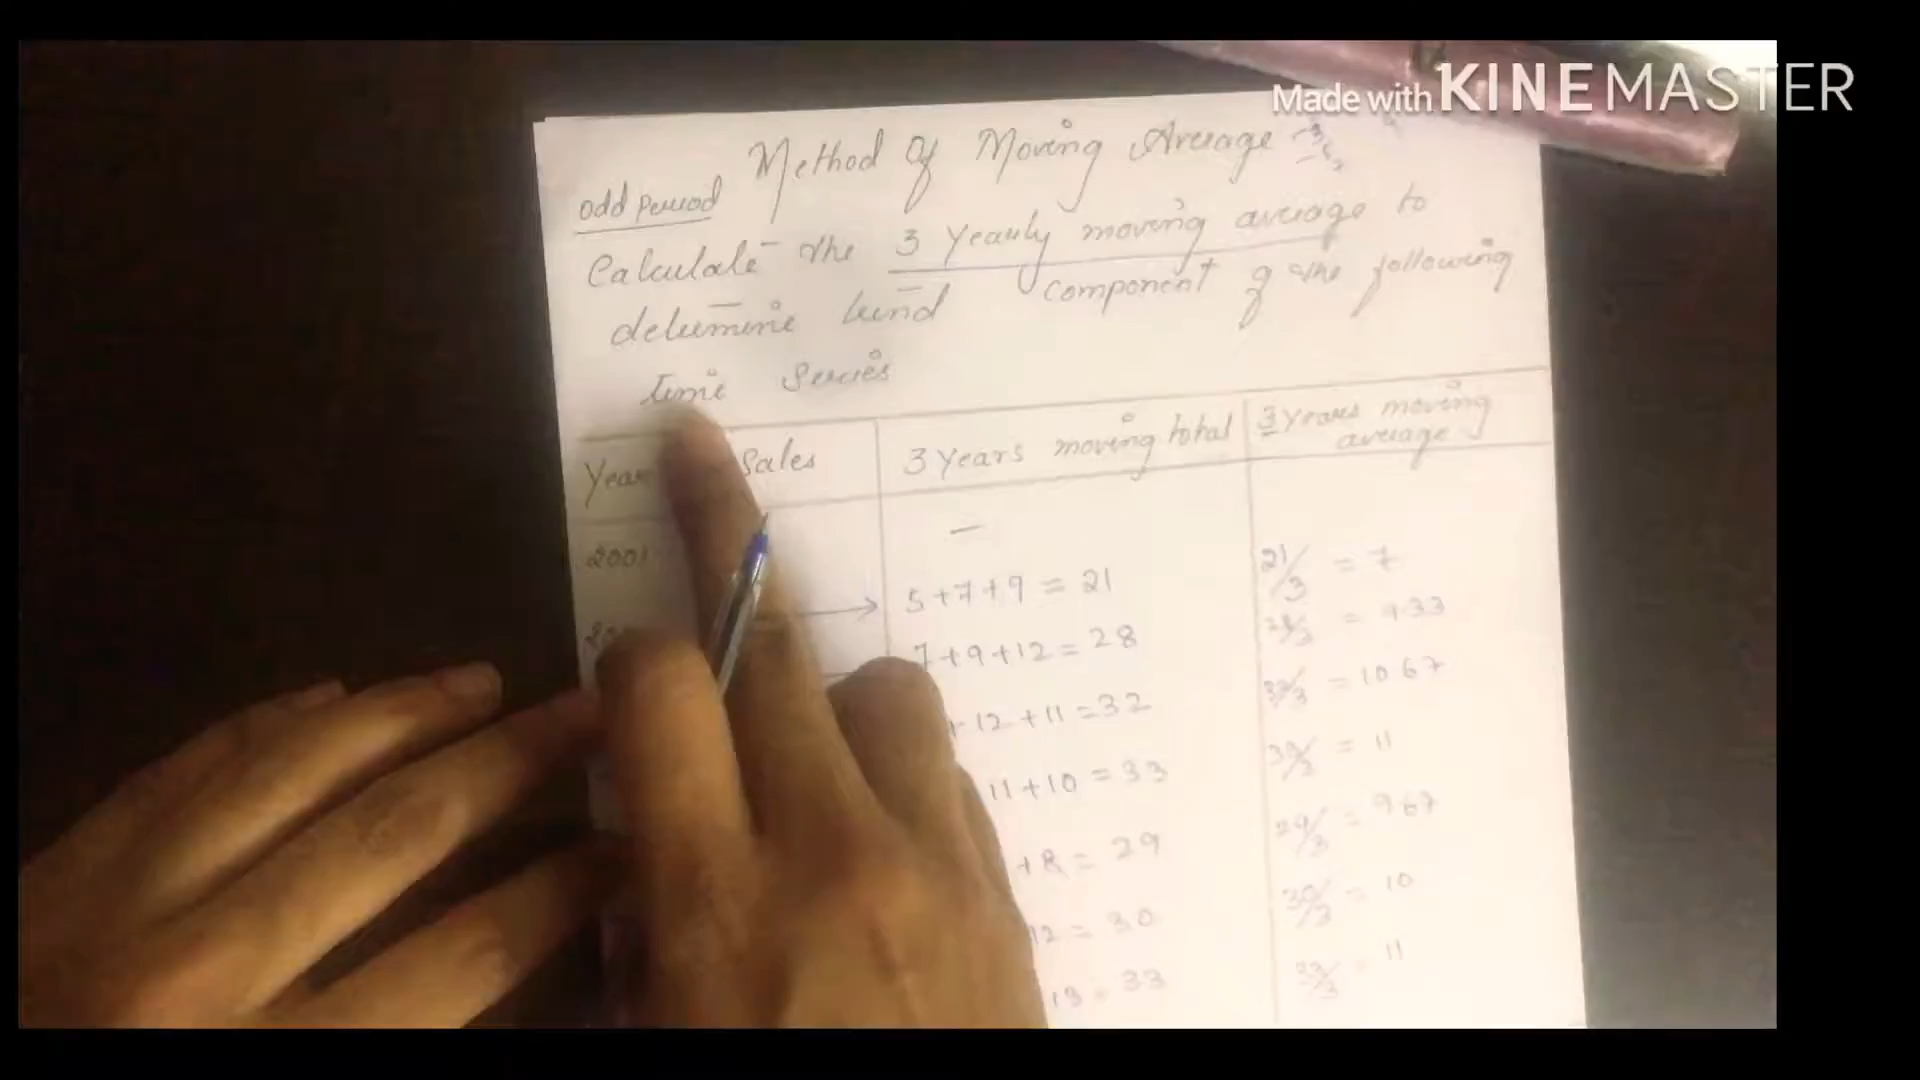 Made with KINEMASTER
Method Of Moving Average
odd Period
Calculate the 3 Yearly moving average to
determine trend component of the following
time Series
Year Sales 3 Years moving total 3 Years moving average
2001 —
5+7+9 = 21 21/3 = 7
7+9+12 = 28 28/3 = 9.33
+12+11 = 32 32/3 = 10.67
11+10 = 33 33/3 = 11
+8 = 29 29/3 = 9.67
12 = 30 30/3 = 10
13 = 33 33/3 = 11